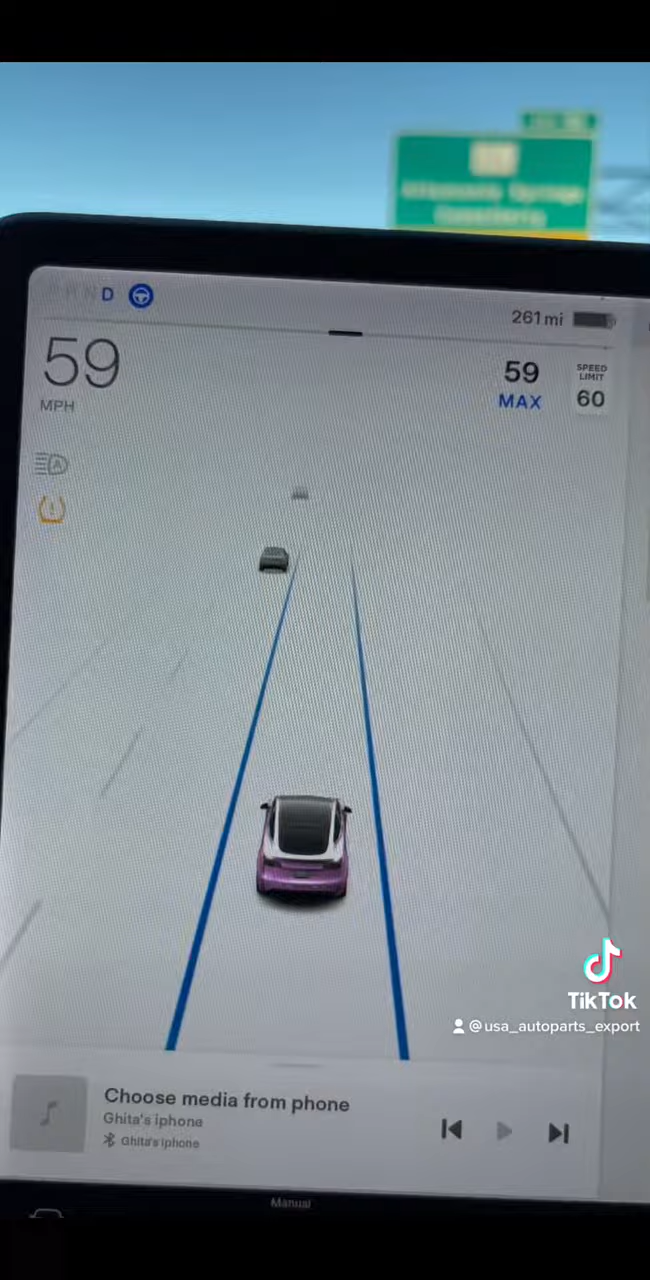 P R N D
261 mi
59
MPH
59
MAX
SPEED
LIMIT
60
A
TikTok
@usa_autoparts_export
Choose media from phone
Ghita's iphone
Ghita's iphone
Manual